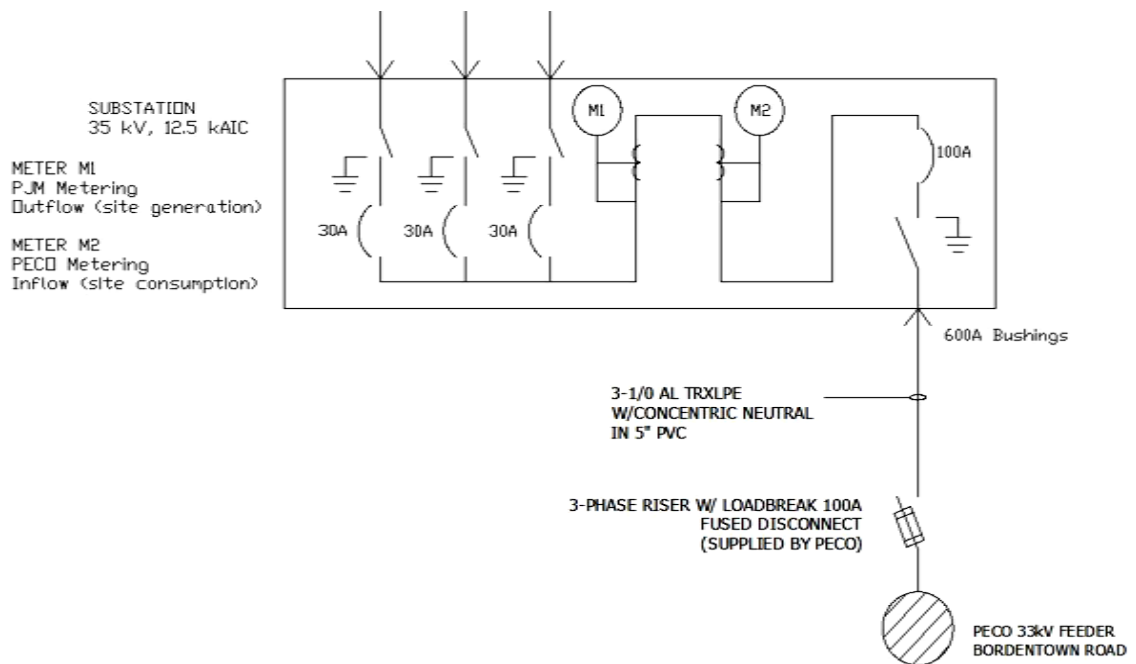 SUBSTATION
35 kV, 12.5 kAIC
METER M1
PJM Metering
Outflow (site generation)
METER M2
PECO Metering
Inflow (site consumption)
M1
M2
100A
30A
30A
30A
600A Bushings
3-1/0 AL TRXLPE
W/CONCENTRIC NEUTRAL
IN 5" PVC
3-PHASE RISER W/ LOADBREAK 100A
FUSED DISCONNECT
(SUPPLIED BY PECO)
PECO 33kV FEEDER
BORDENTOWN ROAD